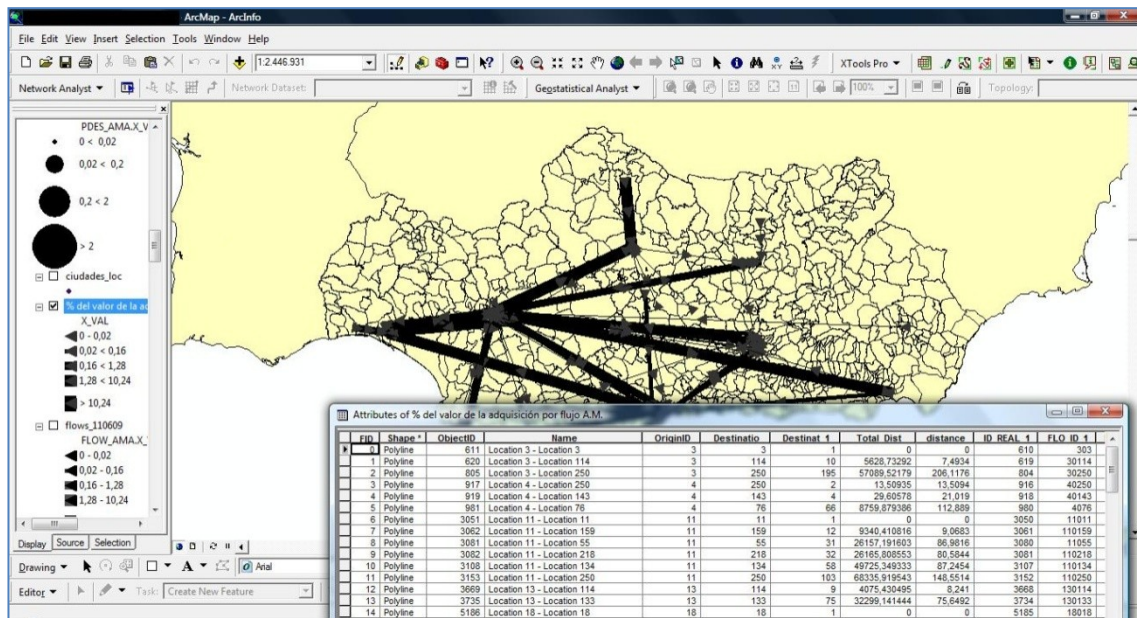 ArcMap - ArcInfo
File Edit View Insert Selection Tools Window Help
1:2.446.931
XTools Pro
Network Analyst
Network Dataset:
Geostatistical Analyst
100%
Topology:
PDES_AMA.X_V
0 < 0,02
0,02 < 0,2
0,2 < 2
> 2
ciudades_loc
% del valor de la ad
X_VAL
0 - 0,02
0,02 < 0,16
0,16 < 1,28
1,28 < 10,24
> 10,24
flows_110609
FLOW_AMA.X_
0 - 0,02
0,02 - 0,16
0,16 - 1,28
1,28 - 10,24
Display Source Selection
Drawing
A
Arial
Editor
Task: Create New Feature
Attributes of % del valor de la adquisición por flujo A.M.
FID Shape * ObjectID Name OriginID Destinatio Destinat_1 Total_Dist distance ID_REAL_1 FLO_ID_1
0 Polyline 611 Location 3 - Location 3 3 3 1 0 0 610 303
1 Polyline 620 Location 3 - Location 114 3 114 10 5628,73292 7,4934 619 30114
2 Polyline 805 Location 3 - Location 250 3 250 195 57089,52179 206,1176 804 30250
3 Polyline 917 Location 4 - Location 250 4 250 2 13,50935 13,5094 916 40250
4 Polyline 919 Location 4 - Location 143 4 143 4 29,60578 21,019 918 40143
5 Polyline 981 Location 4 - Location 76 4 76 66 8759,879386 112,889 980 4076
6 Polyline 3051 Location 11 - Location 11 11 11 1 0 0 3050 11011
7 Polyline 3062 Location 11 - Location 159 11 159 12 9340,410816 9,0683 3061 110159
8 Polyline 3081 Location 11 - Location 55 11 55 31 26157,191603 86,9816 3080 11055
9 Polyline 3082 Location 11 - Location 218 11 218 32 26165,808553 80,5844 3081 110218
10 Polyline 3108 Location 11 - Location 134 11 134 58 49725,349333 87,2454 3107 110134
11 Polyline 3153 Location 11 - Location 250 11 250 103 68335,919543 148,5514 3152 110250
12 Polyline 3669 Location 13 - Location 114 13 114 9 4075,430495 8,241 3668 130114
13 Polyline 3735 Location 13 - Location 133 13 133 75 32299,141444 75,6492 3734 130133
14 Polyline 5186 Location 18 - Location 18 18 18 1 0 0 5185 18018